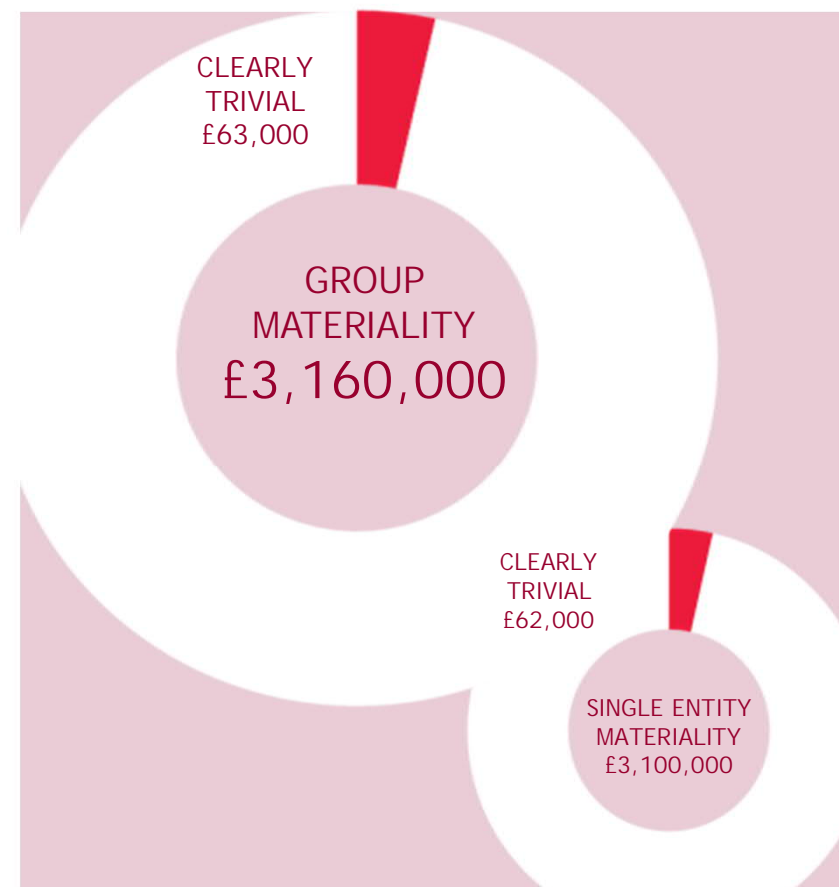 CLEARLY
TRIVIAL
£63,000
GROUP
MATERIALITY
£3,160,000
CLEARLY
TRIVIAL
£62,000
SINGLE ENTITY
MATERIALITY
£3,100,000